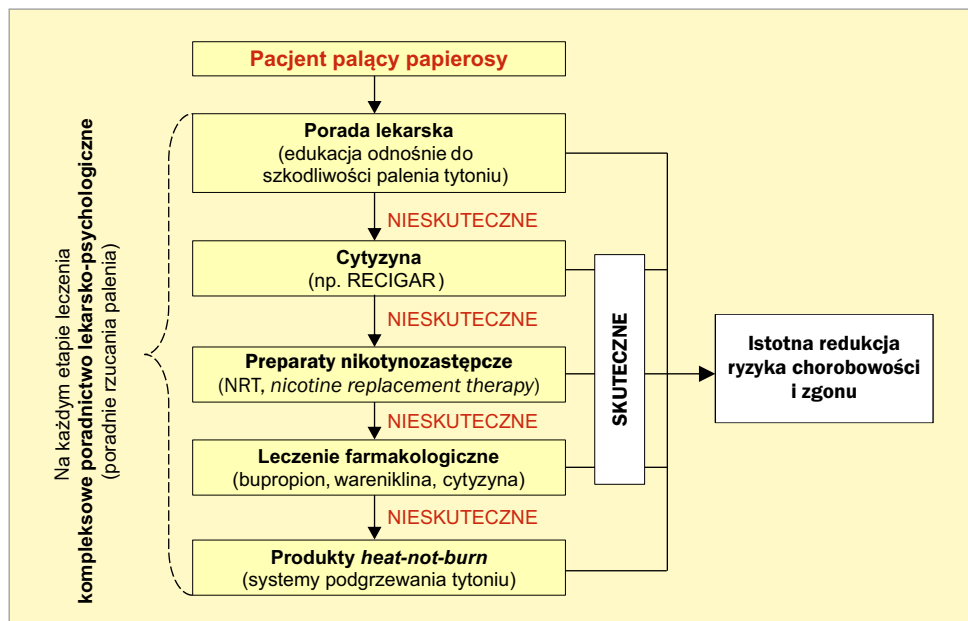 Pacjent palący papierosy
Porada lekarska
(edukacja odnośnie do
szkodliwości palenia tytoniu)
NIESKUTECZNE
Cytyzyna
(np. RECIGAR)
NIESKUTECZNE
Preparaty nikotynozastępcze
(NRT, nicotine replacement therapy)
NIESKUTECZNE
Leczenie farmakologiczne
(bupropion, wareniklina, cytyzyna)
NIESKUTECZNE
Produkty heat-not-burn
(systemy podgrzewania tytoniu)
Na każdym etapie leczenia
kompleksowe poradnictwo lekarsko-psychologiczne
(poradnie rzucania palenia)
SKUTECZNE
Istotna redukcja
ryzyka chorobowości
i zgonu